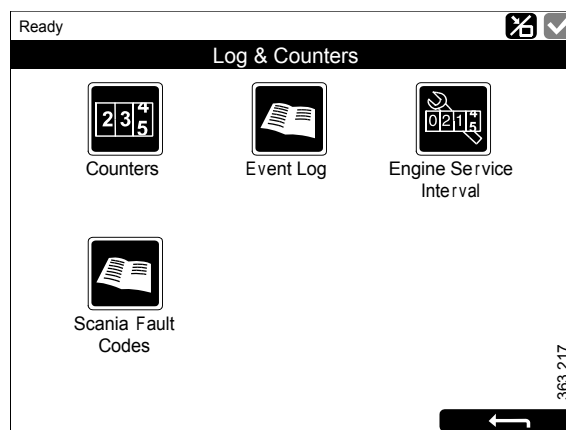 Ready
Log & Counters
2 3 4 5
0 2 1 4 5
Counters
Event Log
Engine Service
Interval
Scania Fault
Codes
363 217